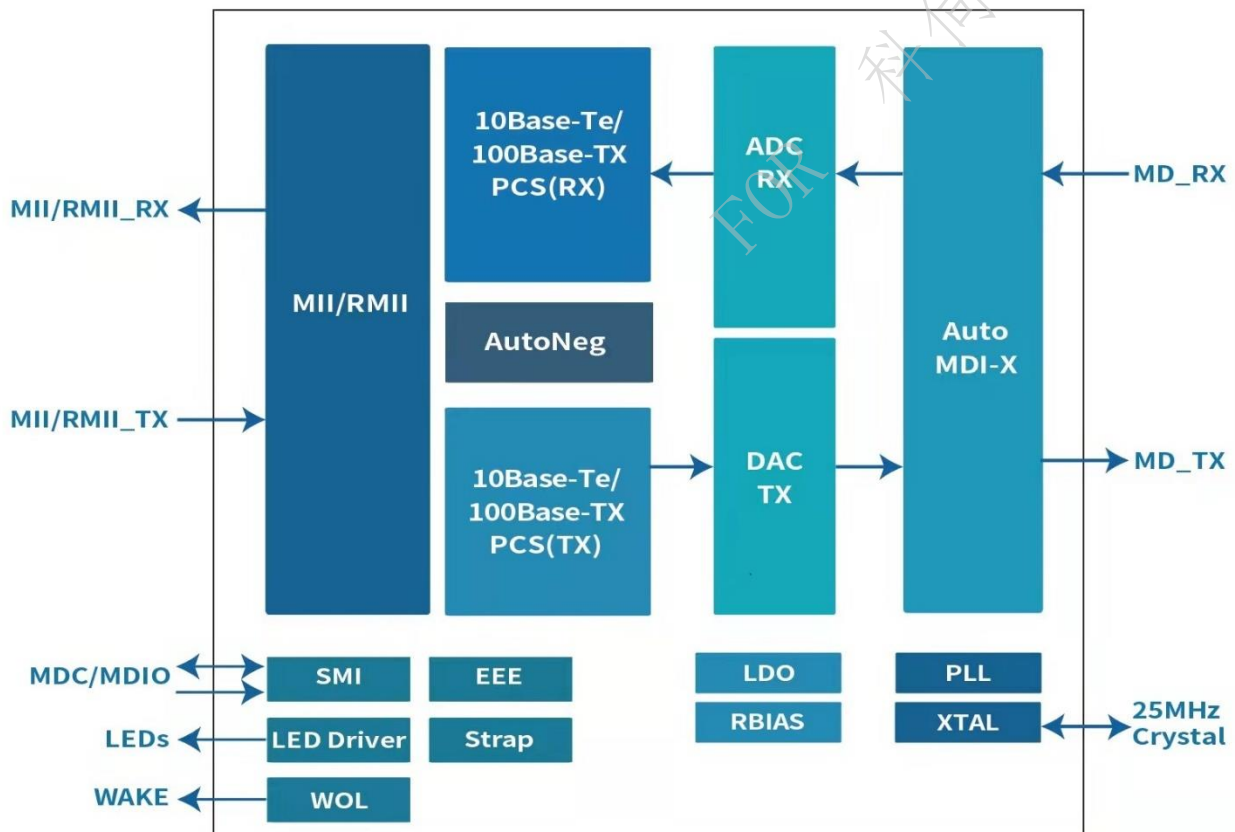 10Base-Te/
100Base-TX
PCS(RX)
ADC
RX
MD_RX
MII/RMII_RX
MII/RMII
AutoNeg
Auto
MDI-X
MII/RMII_TX
10Base-Te/
100Base-TX
PCS(TX)
DAC
TX
MD_TX
MDC/MDIO
SMI
EEE
LDO
PLL
LEDs
LED Driver
Strap
RBIAS
XTAL
25MHz
Crystal
WAKE
WOL
FOR 科